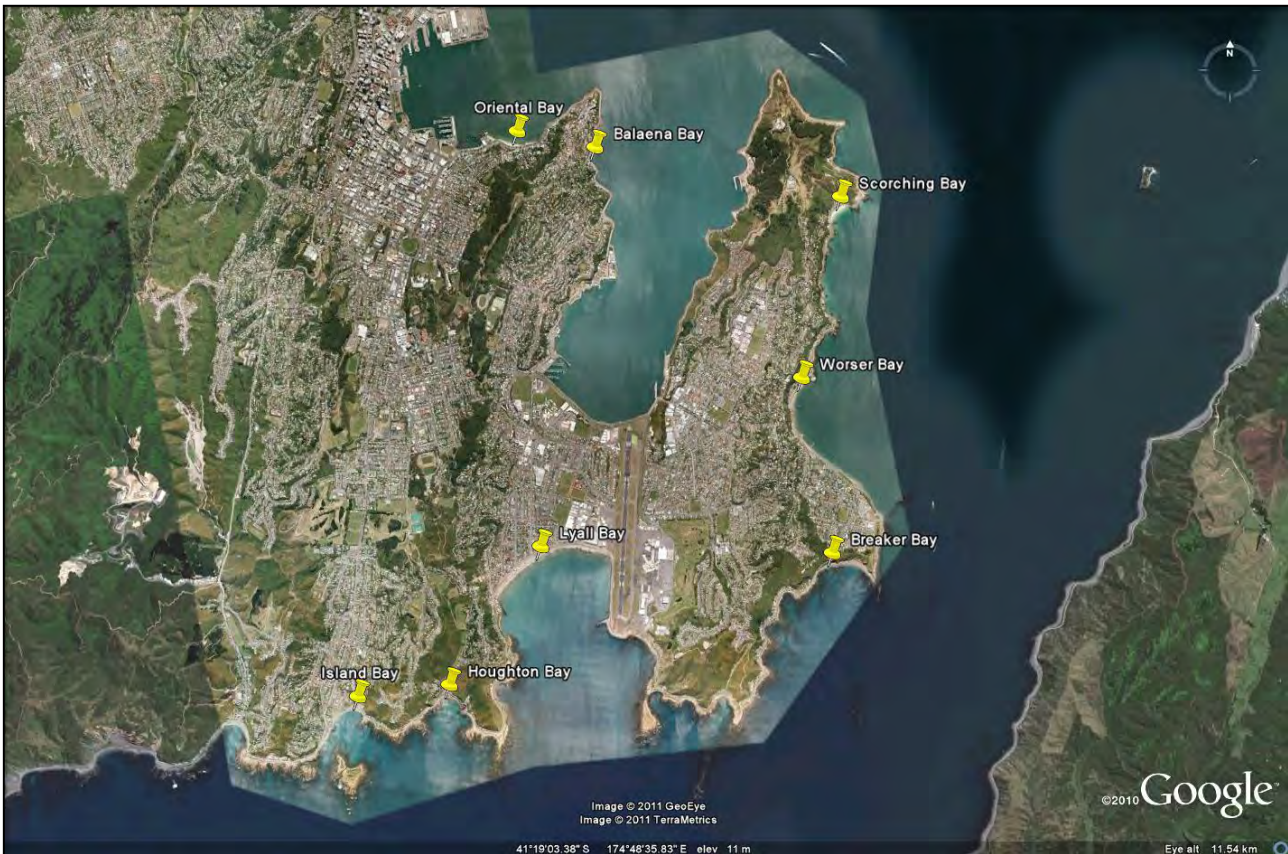 N
Oriental Bay
Balaena Bay
Scorching Bay
Worser Bay
Lyall Bay
Breaker Bay
Island Bay
Houghton Bay
©2010 Google™
Image © 2011 GeoEye
Image © 2011 TerraMetrics
41°19'03.38" S 174°48'35.83" E elev 11 m
Eye alt 11.54 km